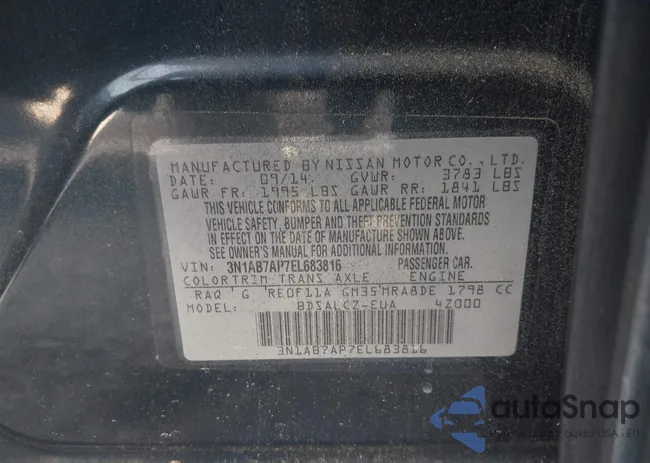 MANUFACTURED BY NISSAN MOTOR CO., LTD.
DATE: 09/14 GVWR: 3783 LBS
GAWR FR: 1995 LBS GAWR RR: 1841 LBS
THIS VEHICLE CONFORMS TO ALL APPLICABLE FEDERAL MOTOR
VEHICLE SAFETY, BUMPER AND THEFT PREVENTION STANDARDS
IN EFFECT ON THE DATE OF MANUFACTURE SHOWN ABOVE.
SEE OWNER'S MANUAL FOR ADDITIONAL INFORMATION.
VIN: 3N1AB7AP7EL683816 PASSENGER CAR.
COLOR TRIM TRANS AXLE ENGINE
RAQ G RE0F11A GM35 MRA8DE 1798 CC
MODEL: BDSALCZ-EUA 4Z000
3N1AB7AP7EL683816
autoSnap
USA - EU